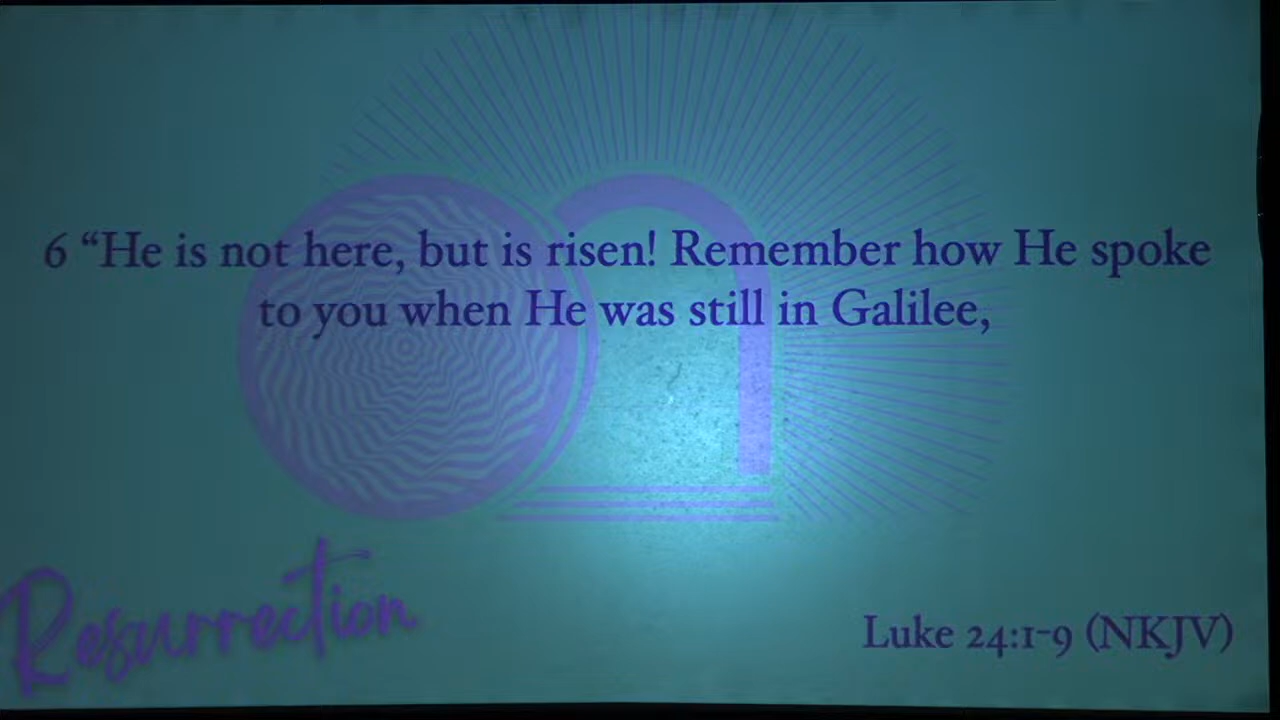 6 “He is not here, but is risen! Remember how He spoke
to you when He was still in Galilee,
Resurrection
Luke 24:1-9 (NKJV)